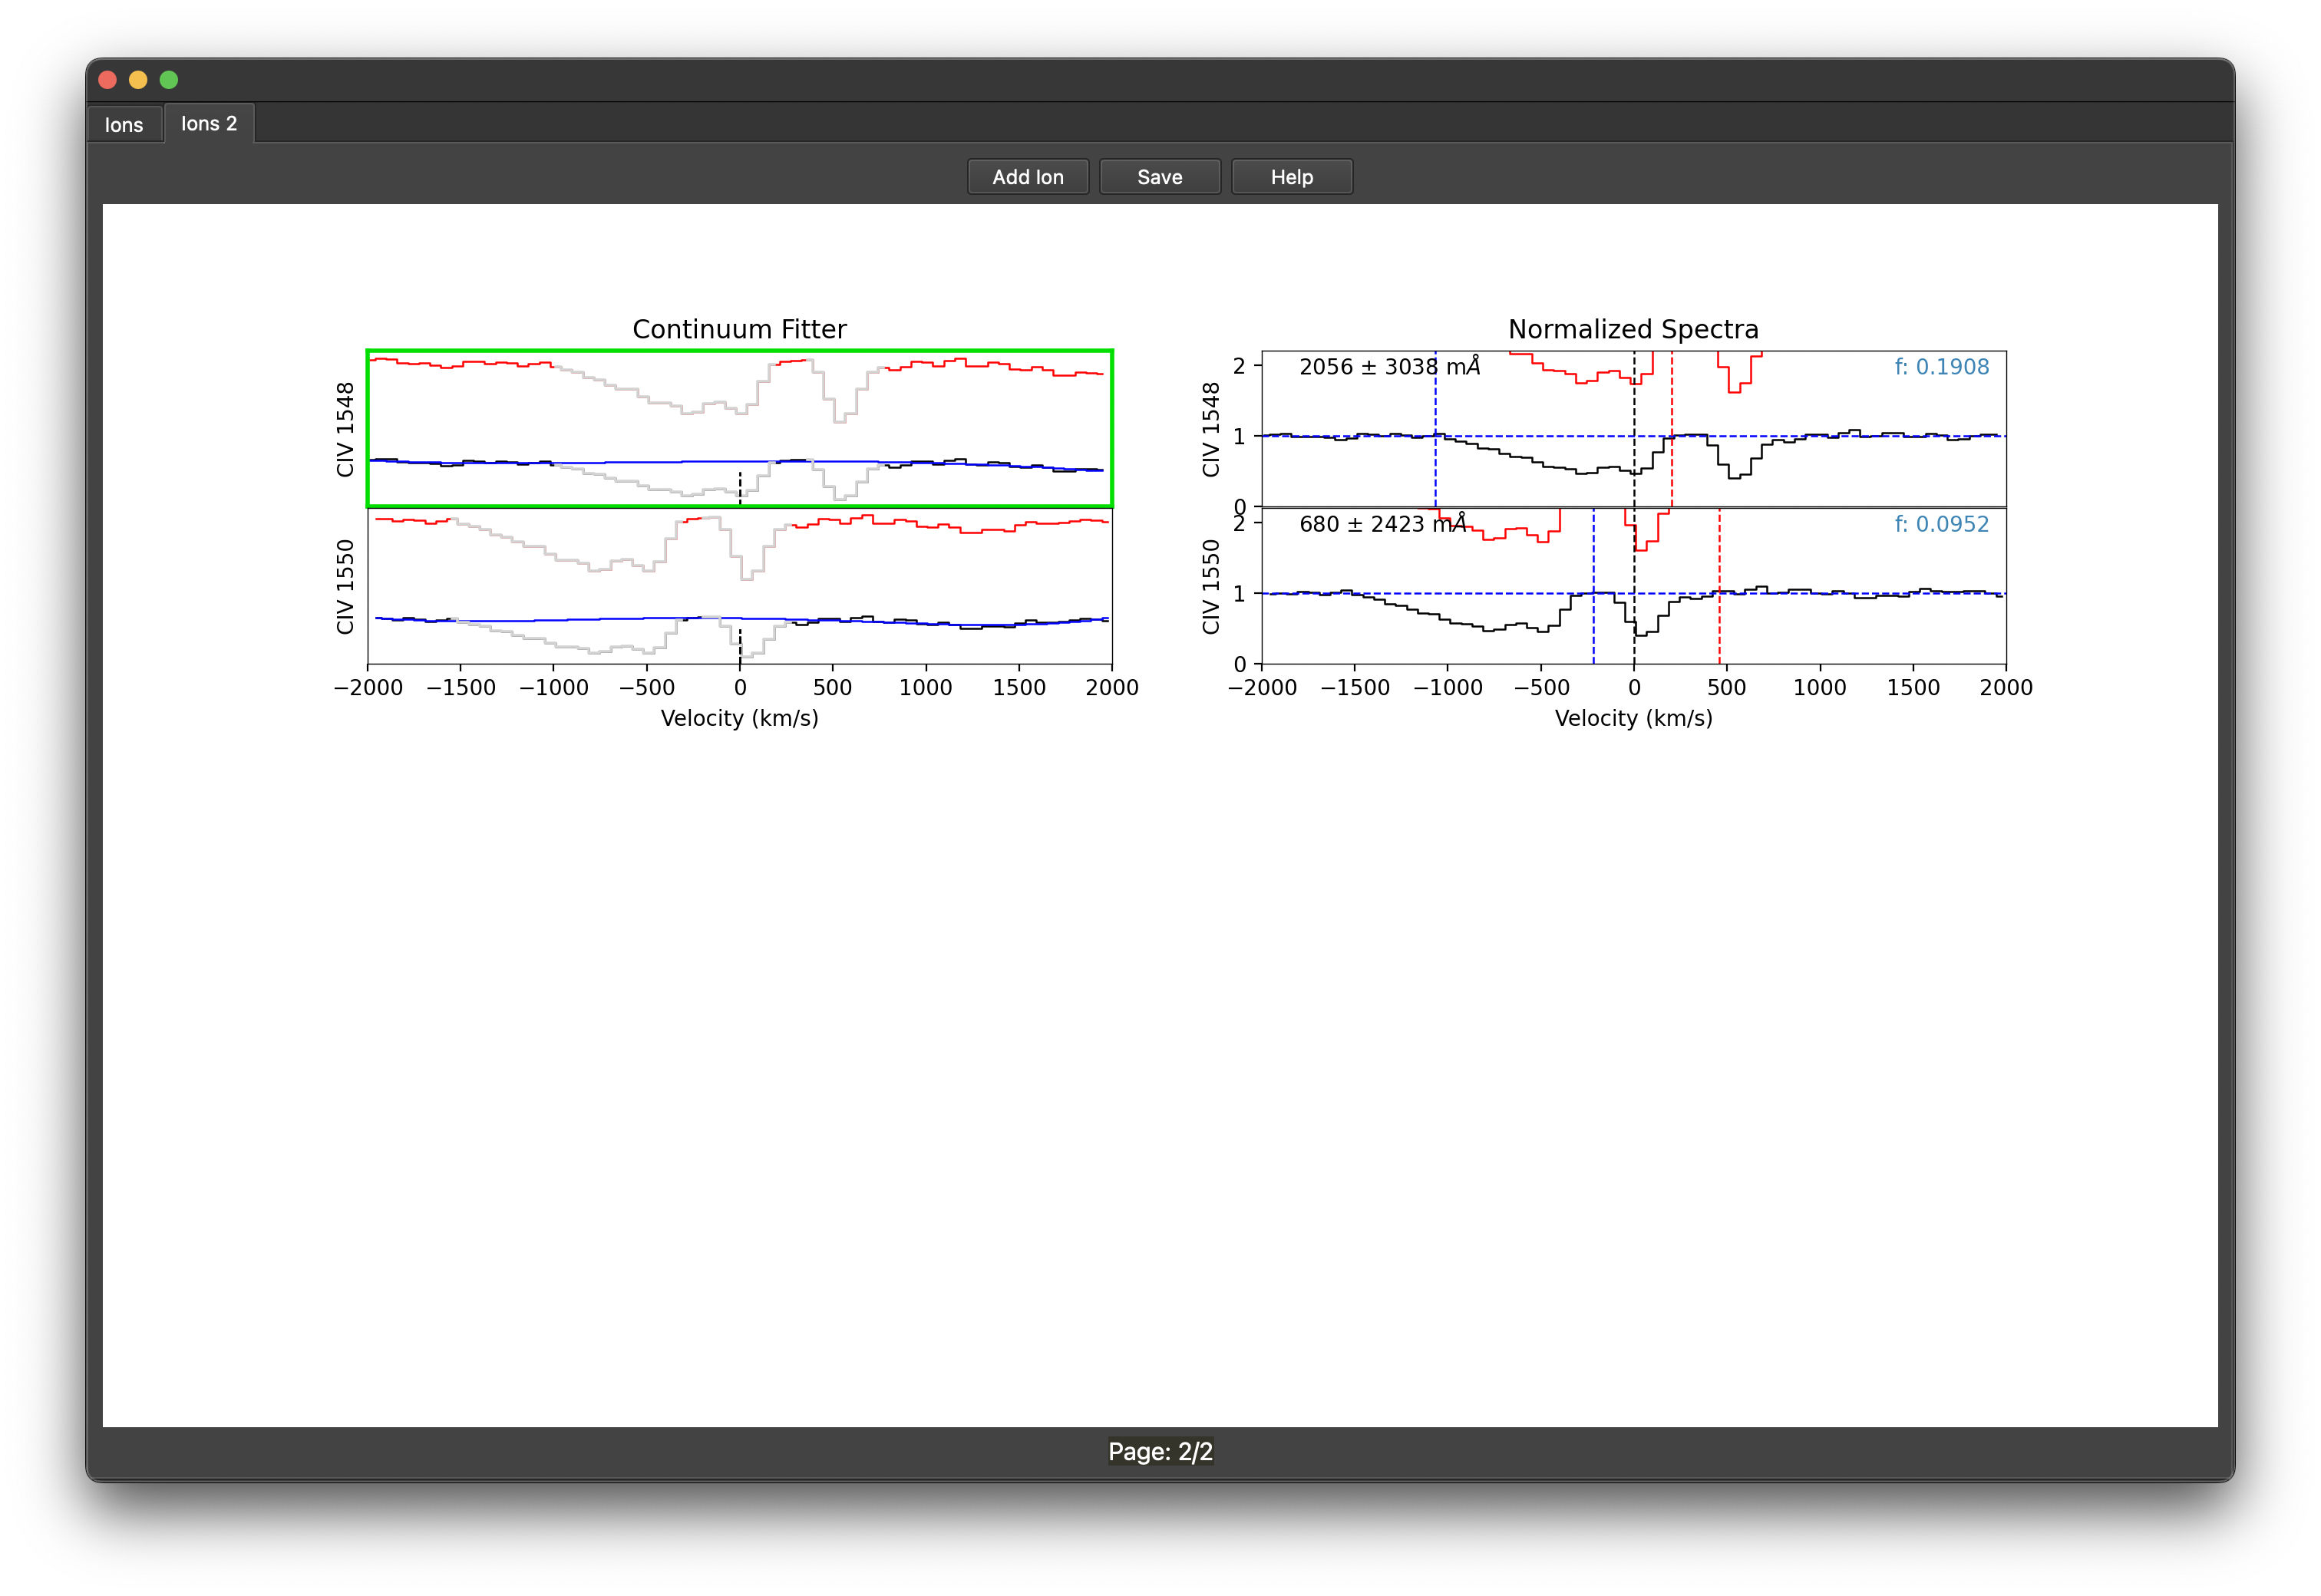 Ions
Ions 2
Add Ion
Save
Help
Continuum Fitter
CIV 1548
CIV 1550
−2000 −1500 −1000 −500 0 500 1000 1500 2000
Velocity (km/s)
Normalized Spectra
2056 ± 3038 mÅ
f: 0.1908
CIV 1548
2
1
0
680 ± 2423 mÅ
f: 0.0952
CIV 1550
2
1
0
−2000 −1500 −1000 −500 0 500 1000 1500 2000
Velocity (km/s)
Page: 2/2